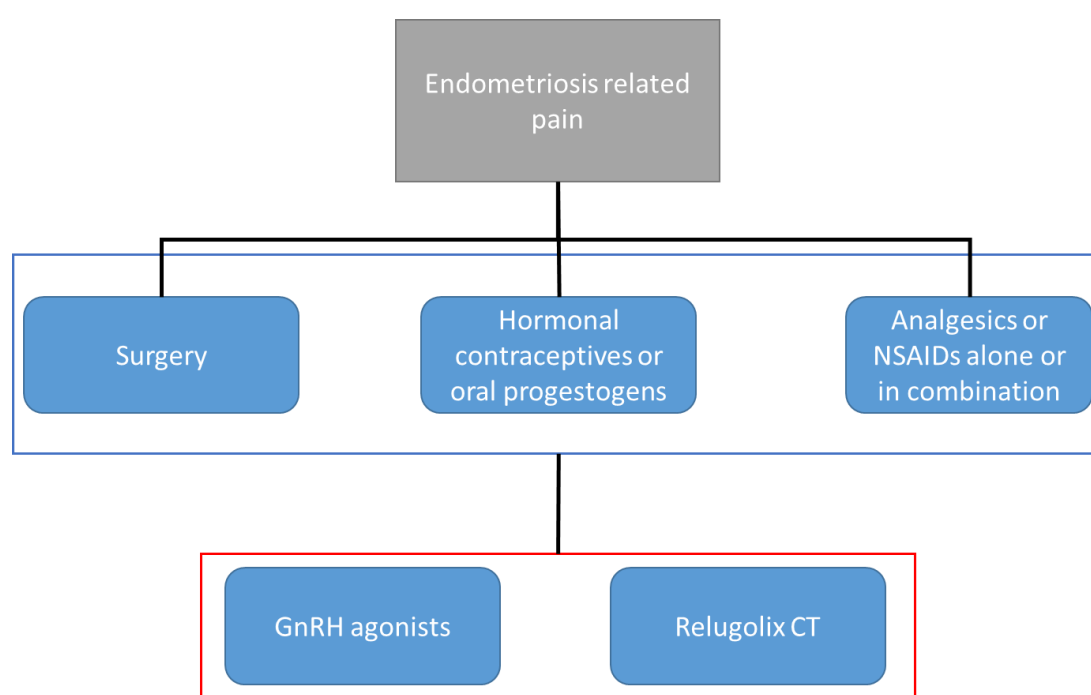 Endometriosis related
pain
Surgery
Hormonal
contraceptives or
oral progestogens
Analgesics or
NSAIDs alone or
in combination
GnRH agonists
Relugolix CT